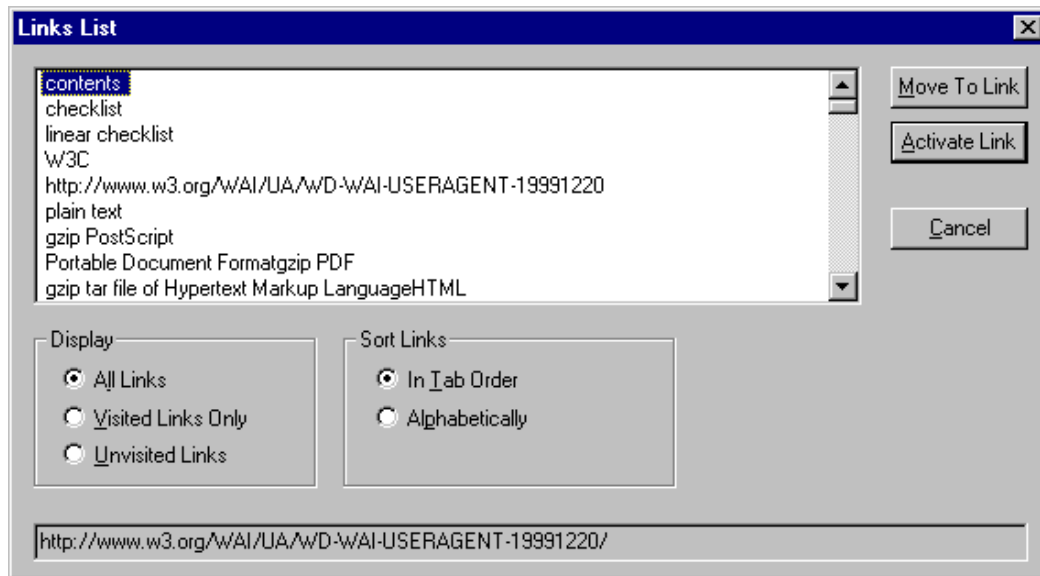 Links List
contents
checklist
linear checklist
W3C
http://www.w3.org/WAI/UA/WD-WAI-USERAGENT-19991220
plain text
gzip PostScript
Portable Document Formatgzip PDF
gzip tar file of Hypertext Markup LanguageHTML
Move To Link
Activate Link
Cancel
Display
All Links
Visited Links Only
Unvisited Links
Sort Links
In Tab Order
Alphabetically
http://www.w3.org/WAI/UA/WD-WAI-USERAGENT-19991220/